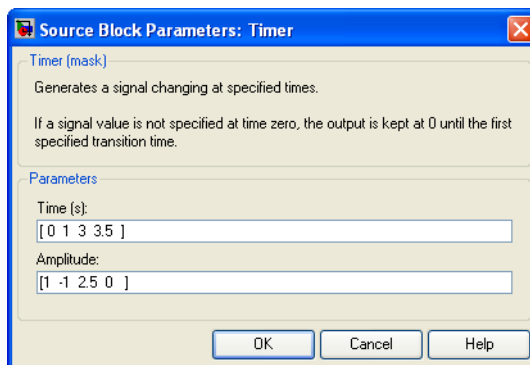 Source Block Parameters: Timer
Timer (mask)
Generates a signal changing at specified times.
If a signal value is not specified at time zero, the output is kept at 0 until the first
specified transition time.
Parameters
Time (s):
[ 0 1 3 3.5 ]
Amplitude:
[1 -1 2.5 0 ]
OK
Cancel
Help